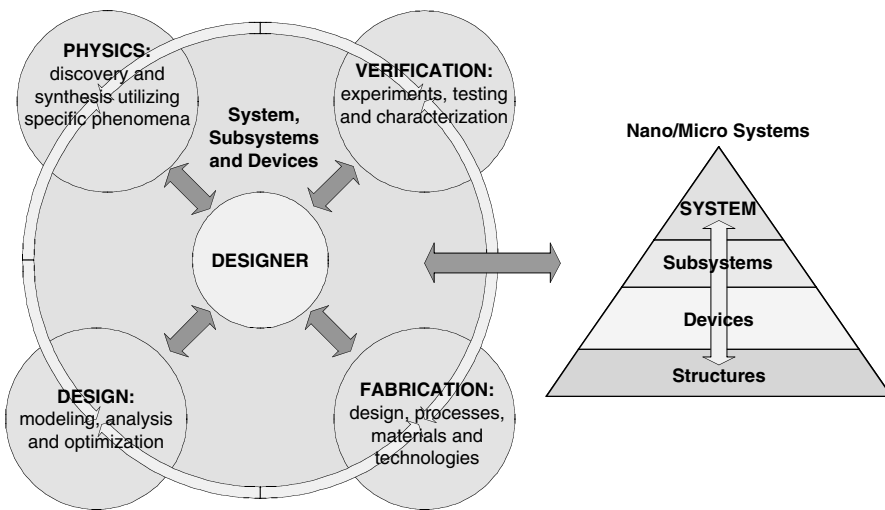 PHYSICS:
discovery and
synthesis utilizing
specific phenomena
VERIFICATION:
experiments, testing
and characterization
System,
Subsystems
and Devices
DESIGNER
DESIGN:
modeling, analysis
and optimization
FABRICATION:
design, processes,
materials and
technologies
Nano/Micro Systems
SYSTEM
Subsystems
Devices
Structures